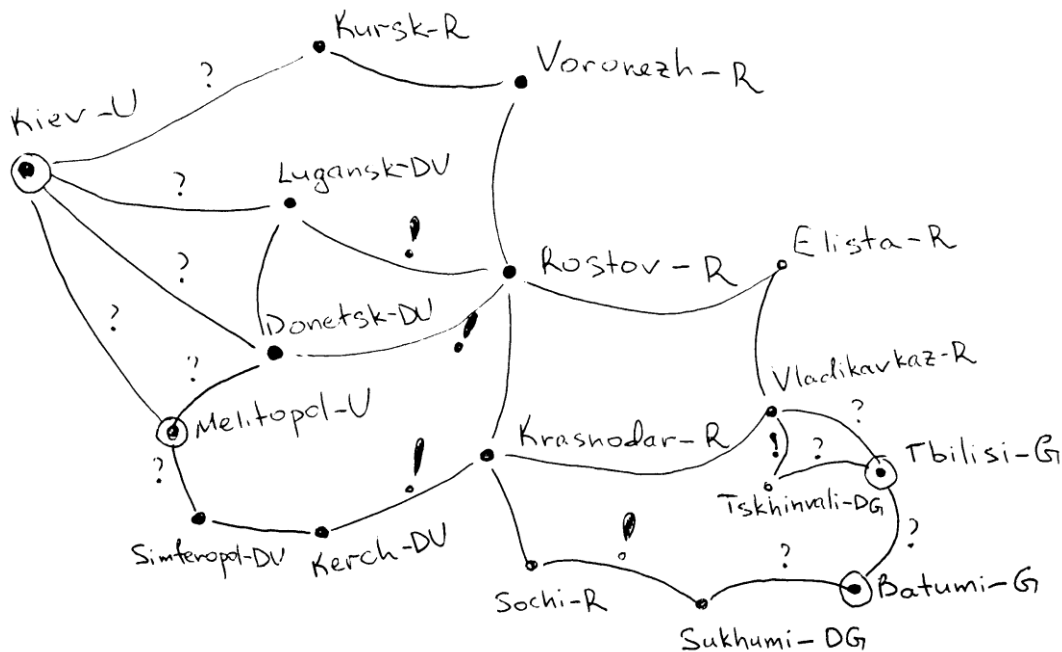 Kursk-R
?
Voronezh-R
Kiev-U
Lugansk-DU
?
!
Elista-R
Rostov-R
?
?
Donetsk-DU
!
?
Vladikavkaz-R
Melitopol-U
?
Krasnodar-R
!
!
?
Tbilisi-G
?
Tskhinvali-DG
Simferopol-DU
Kerch-DU
!
?
?
Batumi-G
Sochi-R
Sukhumi-DG